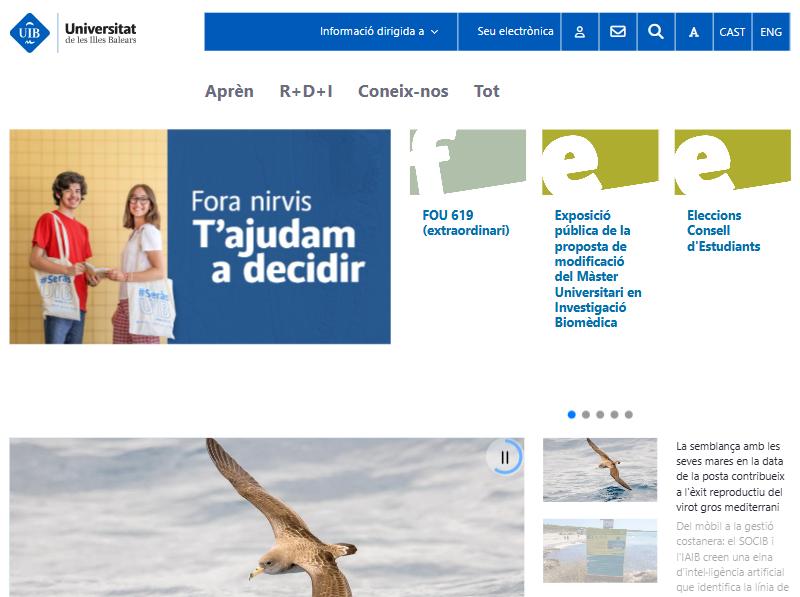 UIB
Universitat
de les Illes Balears
Informació dirigida a
Seu electrònica
A
CAST
ENG
Aprèn
R+D+I
Coneix-nos
Tot
Fora nirvis
T'ajudam
a decidir
#Seràs
UIB
#Seràs
UIB
f
e
e
FOU 619
(extraordinari)
Exposició
pública de la
proposta de
modificació
del Màster
Universitari en
Investigació
Biomèdica
Eleccions
Consell
d'Estudiants
La semblança amb les
seves mares en la data
de la posta contribueix
a l'èxit reproductiu del
virot gros mediterrani
Del mòbil a la gestió
costanera: el SOCIB i
l'IAIB creen una eina
d'intel·ligència artificial
que identifica la línia de